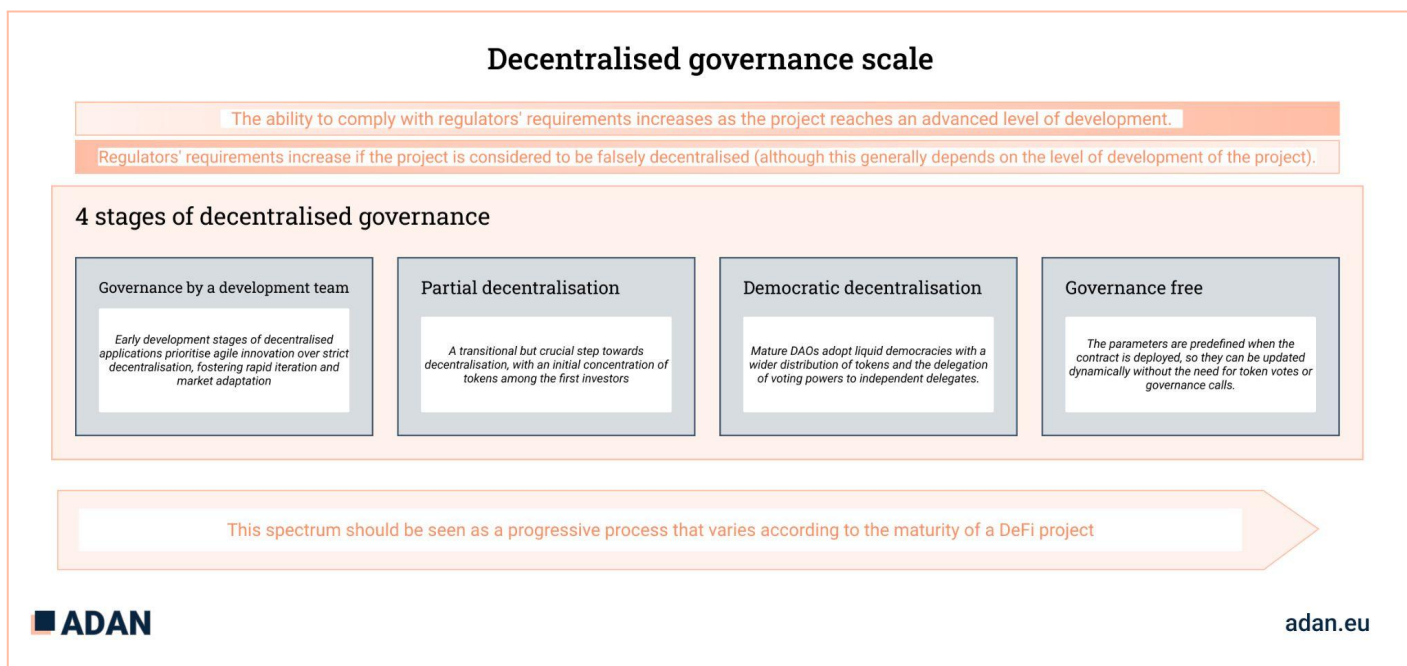 Decentralised governance scale
The ability to comply with regulators' requirements increases as the project reaches an advanced level of development.
Regulators' requirements increase if the project is considered to be falsely decentralised (although this generally depends on the level of development of the project).
4 stages of decentralised governance
Governance by a development team
Early development stages of decentralised
applications prioritise agile innovation over strict
decentralisation, fostering rapid iteration and
market adaptation
Partial decentralisation
A transitional but crucial step towards
decentralisation, with an initial concentration of
tokens among the first investors
Democratic decentralisation
Mature DAOs adopt liquid democracies with a
wider distribution of tokens and the delegation
of voting powers to independent delegates.
Governance free
The parameters are predefined when the
contract is deployed, so they can be updated
dynamically without the need for token votes or
governance calls.
This spectrum should be seen as a progressive process that varies according to the maturity of a DeFi project
ADAN
adan.eu